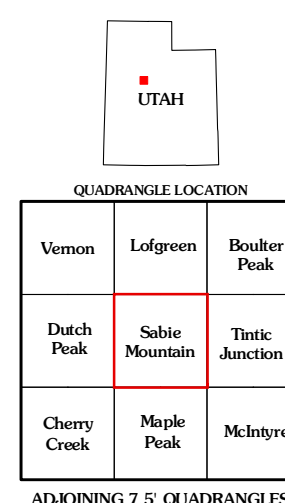 UTAH
QUADRANGLE LOCATION
Vernon
Lofgreen
Boulter
Peak
Dutch
Peak
Sabie
Mountain
Tintic
Junction
Cherry
Creek
Maple
Peak
McIntyre
ADJOINING 7.5' QUADRANGLES